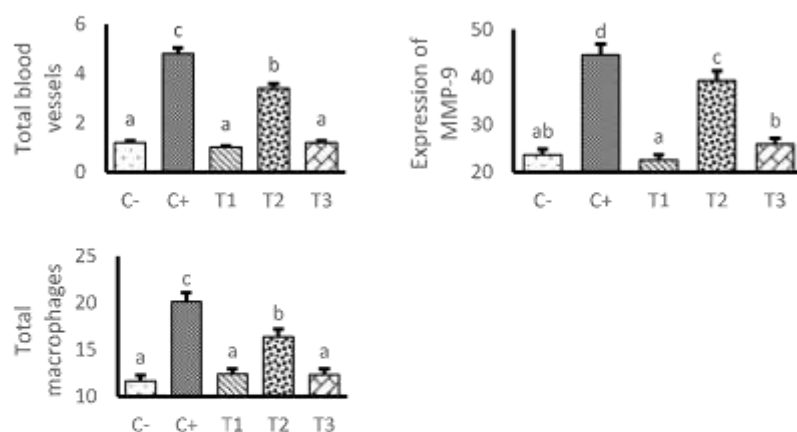 Total blood
vessels
6
4
2
0
a
c
a
b
a
C-
C+
T1
T2
T3
Expression of
MMP-9
50
40
30
20
ab
d
a
c
b
C-
C+
T1
T2
T3
Total
macrophages
25
20
15
10
a
c
a
b
a
C-
C+
T1
T2
T3